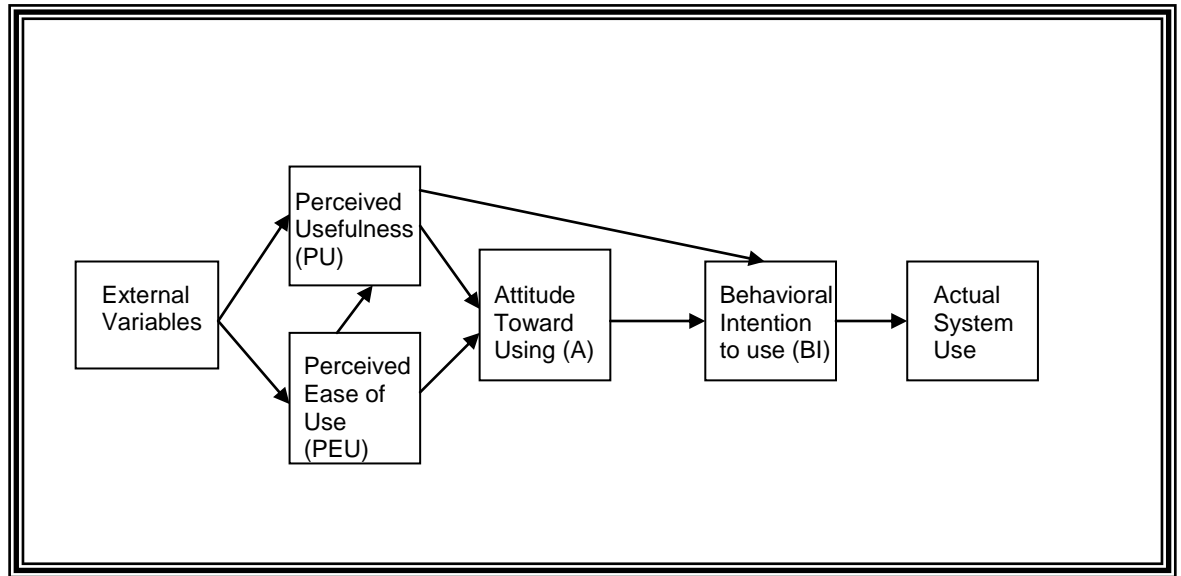 External
Variables
Perceived
Usefulness
(PU)
Perceived
Ease of
Use
(PEU)
Attitude
Toward
Using (A)
Behavioral
Intention
to use (BI)
Actual
System
Use